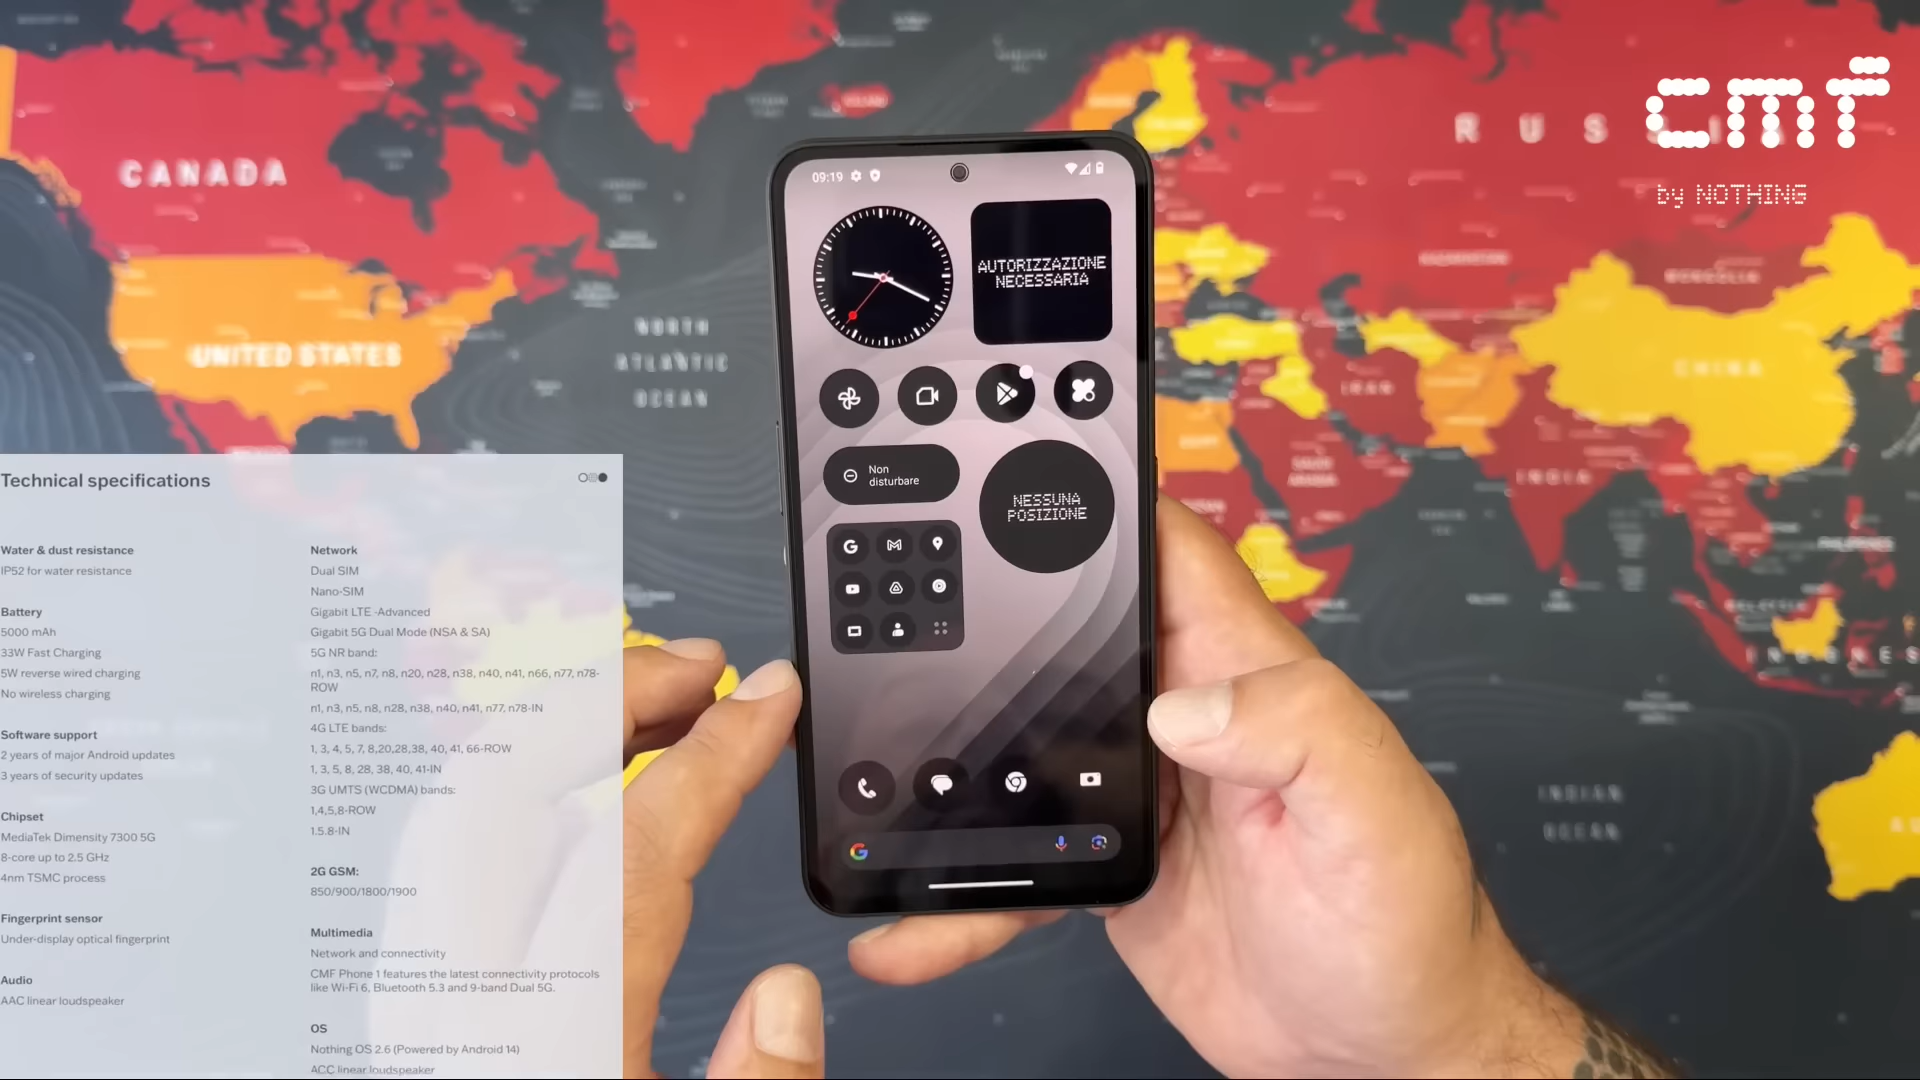 CANADA
UNITED STATES
NORTH
ATLANTIC
OCEAN
RUSSIA
cmf
by NOTHING
KAZAKHSTAN
MONGOLIA
CHINA
IRAN
INDIA
EGYPT
SAUDI
ARABIA
PHILIPPINES
INDONES
INDIAN
OCEAN
09:19
AUTORIZZAZIONE
NECESSARIA
Non
disturbare
NESSUNA
POSIZIONE
Technical specifications
Water & dust resistance
IP52 for water resistance
Battery
5000 mAh
33W Fast Charging
5W reverse wired charging
No wireless charging
Software support
2 years of major Android updates
3 years of security updates
Chipset
MediaTek Dimensity 7300 5G
8-core up to 2.5 GHz
4nm TSMC process
Fingerprint sensor
Under-display optical fingerprint
Audio
AAC linear loudspeaker
Network
Dual SIM
Nano-SIM
Gigabit LTE -Advanced
Gigabit 5G Dual Mode (NSA & SA)
5G NR band:
n1, n3, n5, n7, n8, n20, n28, n38, n40, n41, n66, n77, n78-
ROW
n1, n3, n5, n8, n28, n38, n40, n41, n77, n78-IN
4G LTE bands:
1, 3, 4, 5, 7, 8,20,28,38, 40, 41, 66-ROW
1, 3, 5, 8, 28, 38, 40, 41-IN
3G UMTS (WCDMA) bands:
1,4,5,8-ROW
1.5.8-IN
2G GSM:
850/900/1800/1900
Multimedia
Network and connectivity
CMF Phone 1 features the latest connectivity protocols
like Wi-Fi 6, Bluetooth 5.3 and 9-band Dual 5G.
OS
Nothing OS 2.6 (Powered by Android 14)
ACC linear loudspeaker